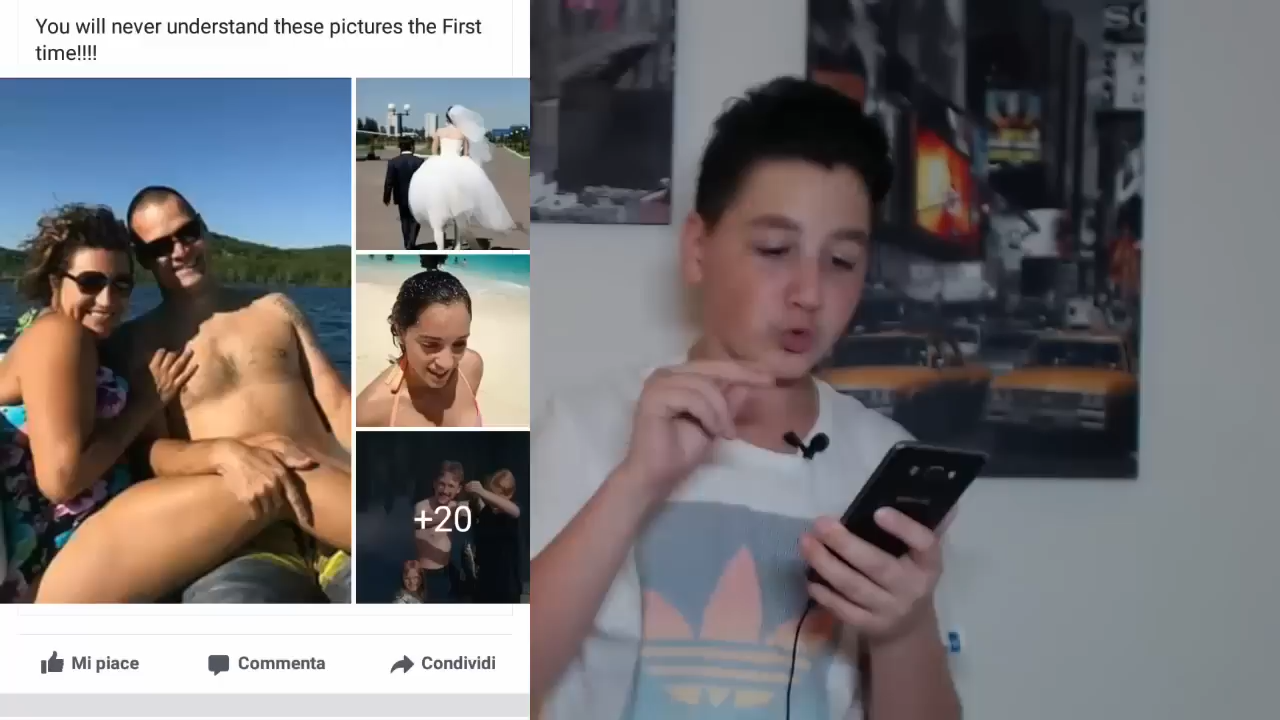 You will never understand these pictures the First
time!!!!
+20
Mi piace
Commenta
Condividi